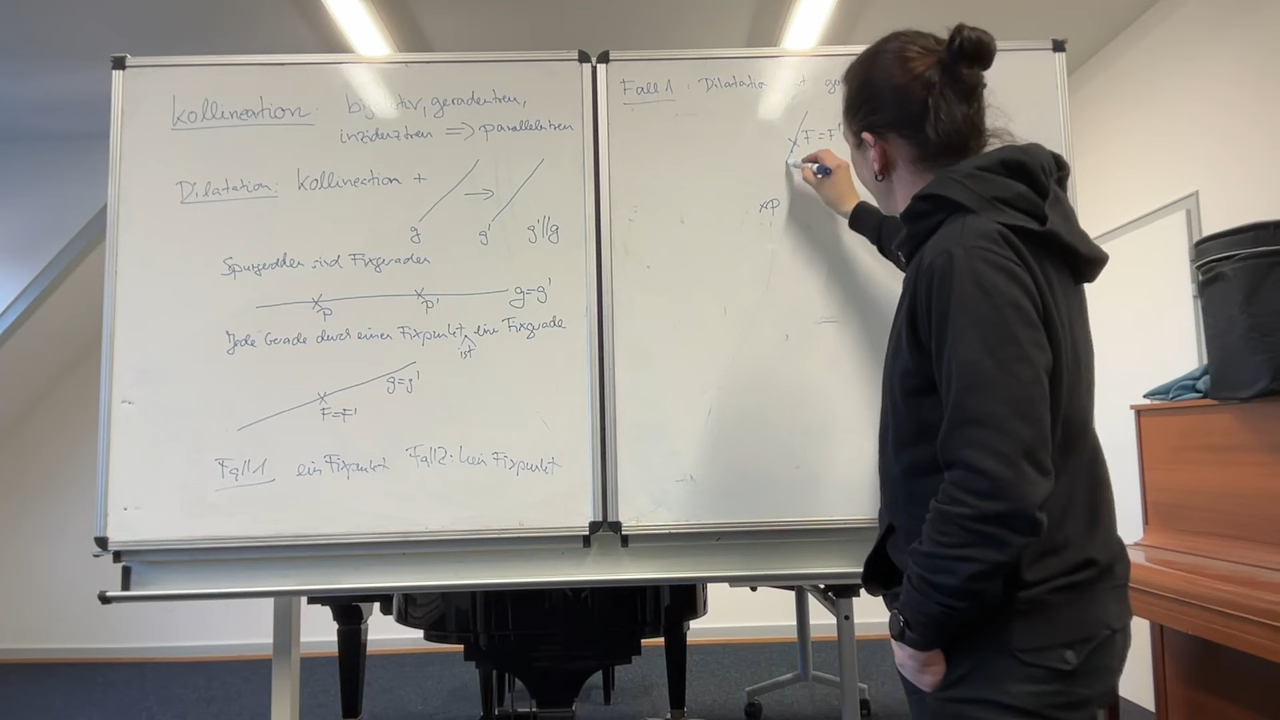 Kollineation: bijektiv, geradentreu,
inzidenztreu => paralleltreu
Dilatation: Kollineation +
g g' g'//g
Spurgeraden sind Fixgeraden
P P' g=g'
Jede Gerade durch einen Fixpunkt ist eine Fixgerade
g=g'
F=F'
Fall 1 ein Fixpunkt Fall 2: kein Fixpunkt
Fall 1: Dilatation
F=F'
P